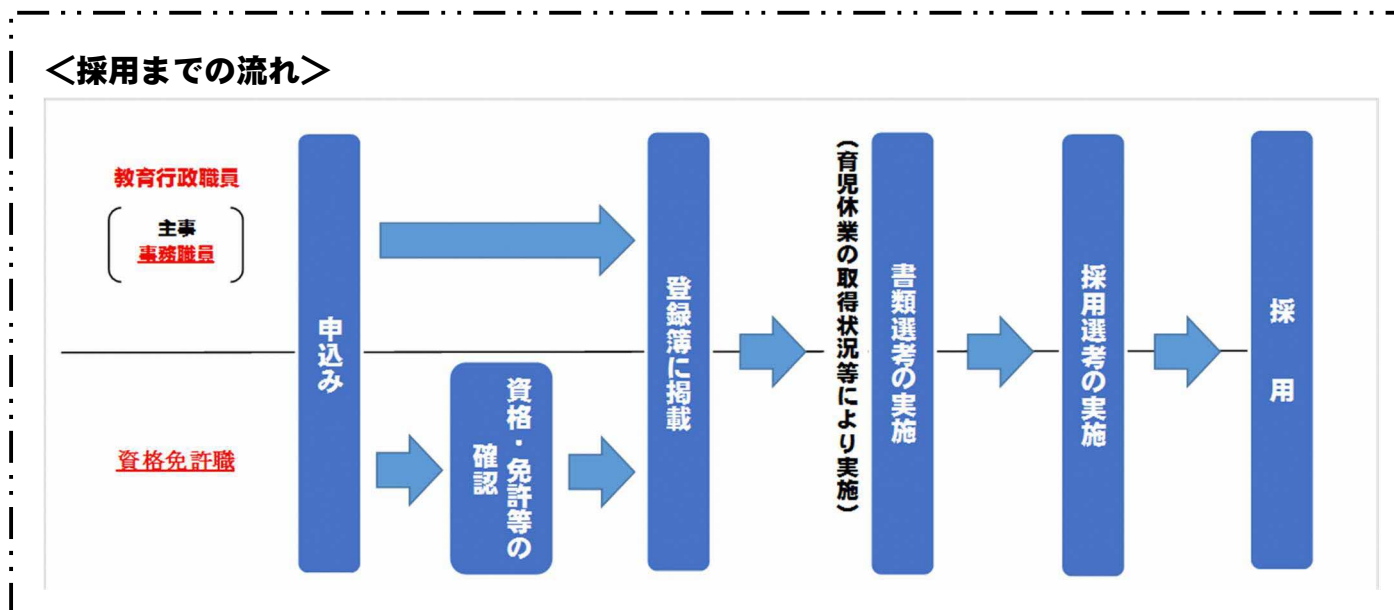 ＜採用までの流れ＞
教育行政職員
主事
事務職員
資格免許職
申込み
資格・免許等の
確認
登録簿に掲載
（育児休業の取得状況等により実施）
書類選考の実施
採用選考の実施
採用